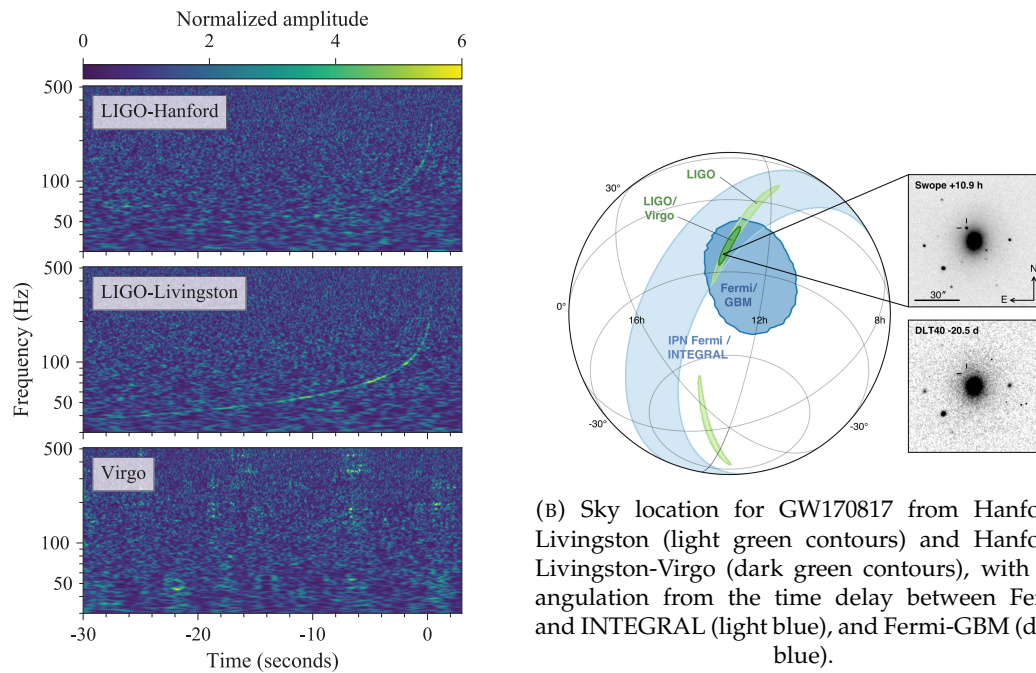 Normalized amplitude
0 2 4 6
500
LIGO-Hanford
100
50
500
LIGO-Livingston
100
50
Frequency (Hz)
500
Virgo
100
50
-30 -20 -10 0
Time (seconds)
30°
LIGO
LIGO/
Virgo
0°
16h
Fermi/
GBM
12h
8h
IPN Fermi /
INTEGRAL
-30°
-30°
Swope +10.9 h
N
30"
E
DLT40 -20.5 d
(B) Sky location for GW170817 from Hanfo
Livingston (light green contours) and Hanfo
Livingston-Virgo (dark green contours), with
angulation from the time delay between Fe
and INTEGRAL (light blue), and Fermi-GBM (d
blue).